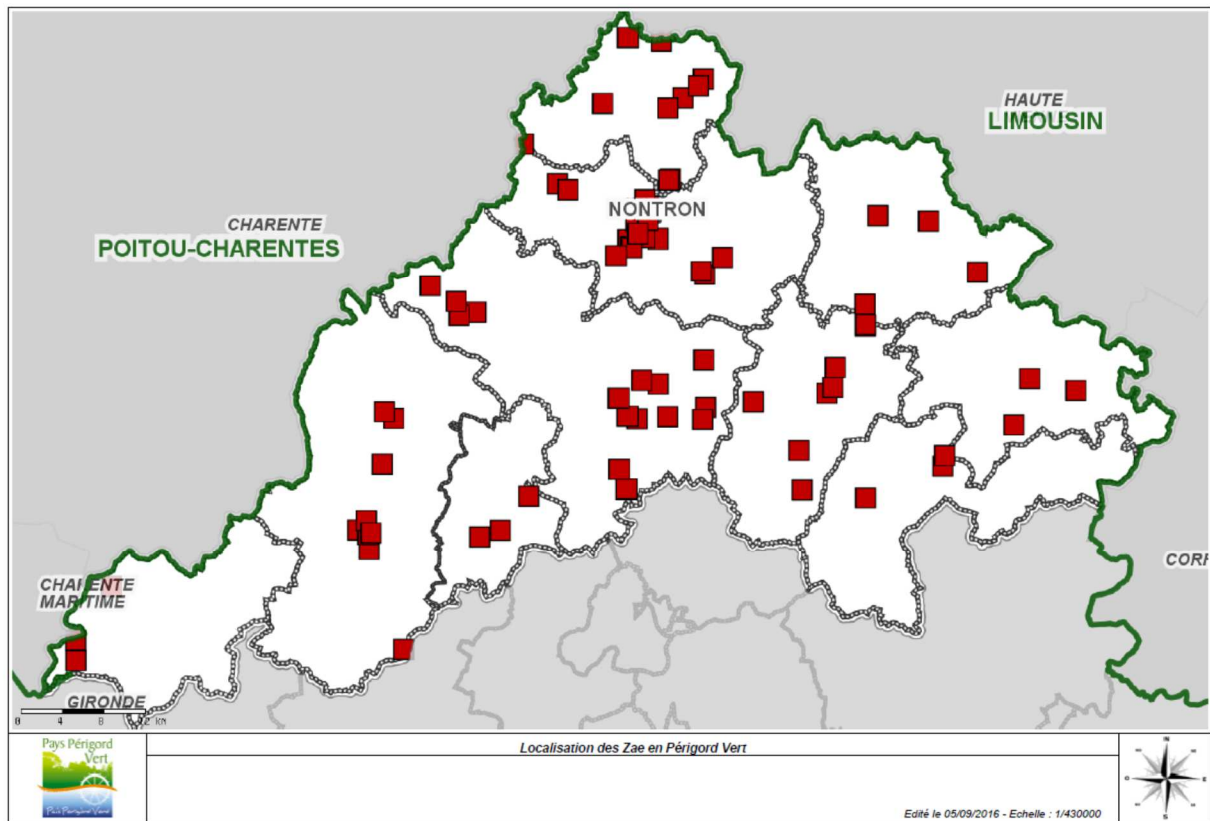 HAUTE
LIMOUSIN
NONTRON
CHARENTE
POITOU-CHARENTES
CHARENTE
MARITIME
GIRONDE
0 4 8 12 KM
Pays Périgord
Vert
Pays Périgord Vert
Localisation des Zae en Périgord Vert
Edité le 05/09/2016 - Echelle : 1/430000
N
O
E
S